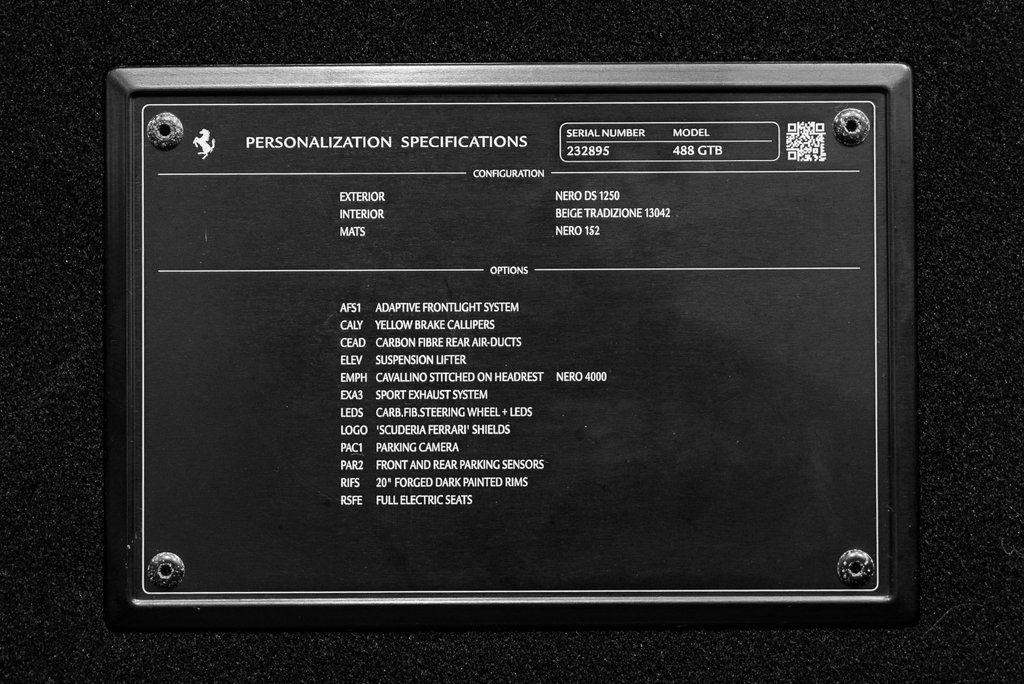 PERSONALIZATION SPECIFICATIONS
SERIAL NUMBER MODEL
232895 488 GTB
CONFIGURATION
EXTERIOR NERO DS 1250
INTERIOR BEIGE TRADIZIONE 13042
MATS NERO 152
OPTIONS
AFS1 ADAPTIVE FRONTLIGHT SYSTEM
CALY YELLOW BRAKE CALLIPERS
CEAD CARBON FIBRE REAR AIR-DUCTS
ELEV SUSPENSION LIFTER
EMPH CAVALLINO STITCHED ON HEADREST NERO 4000
EXA3 SPORT EXHAUST SYSTEM
LEDS CARB.FIB.STEERING WHEEL + LEDS
LOGO 'SCUDERIA FERRARI' SHIELDS
PAC1 PARKING CAMERA
PAR2 FRONT AND REAR PARKING SENSORS
RIFS 20" FORGED DARK PAINTED RIMS
RSFE FULL ELECTRIC SEATS